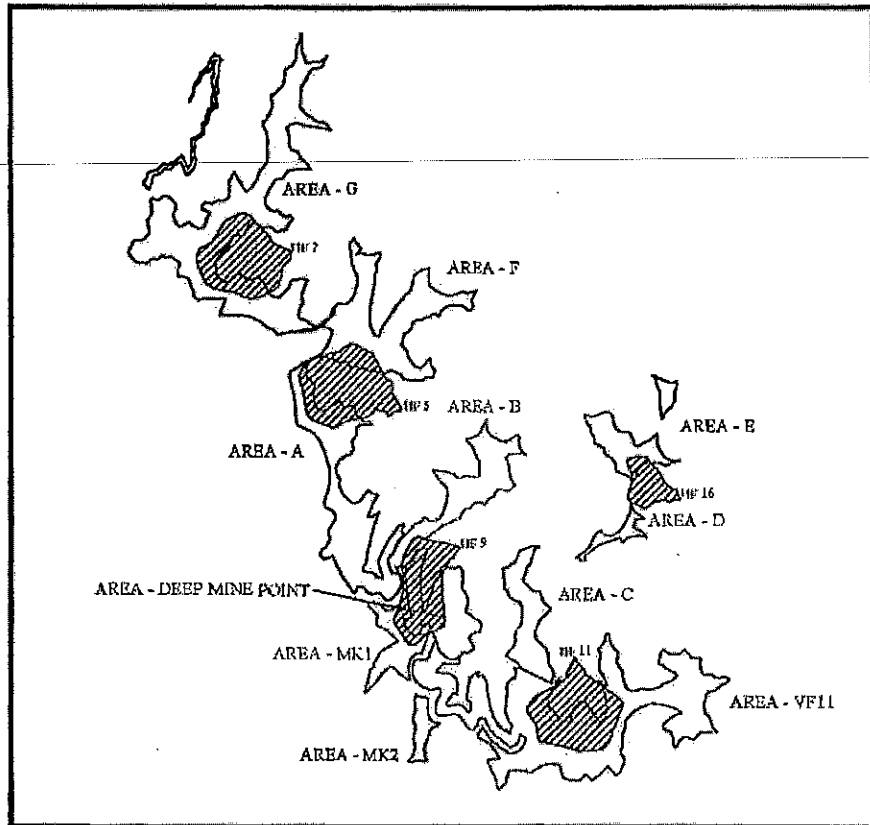 AREA - G
AREA - F
AREA - B
AREA - A
AREA - E
AREA - D
AREA - DEEP MINE POINT
AREA - C
AREA - MK1
AREA - VF11
AREA - MK2